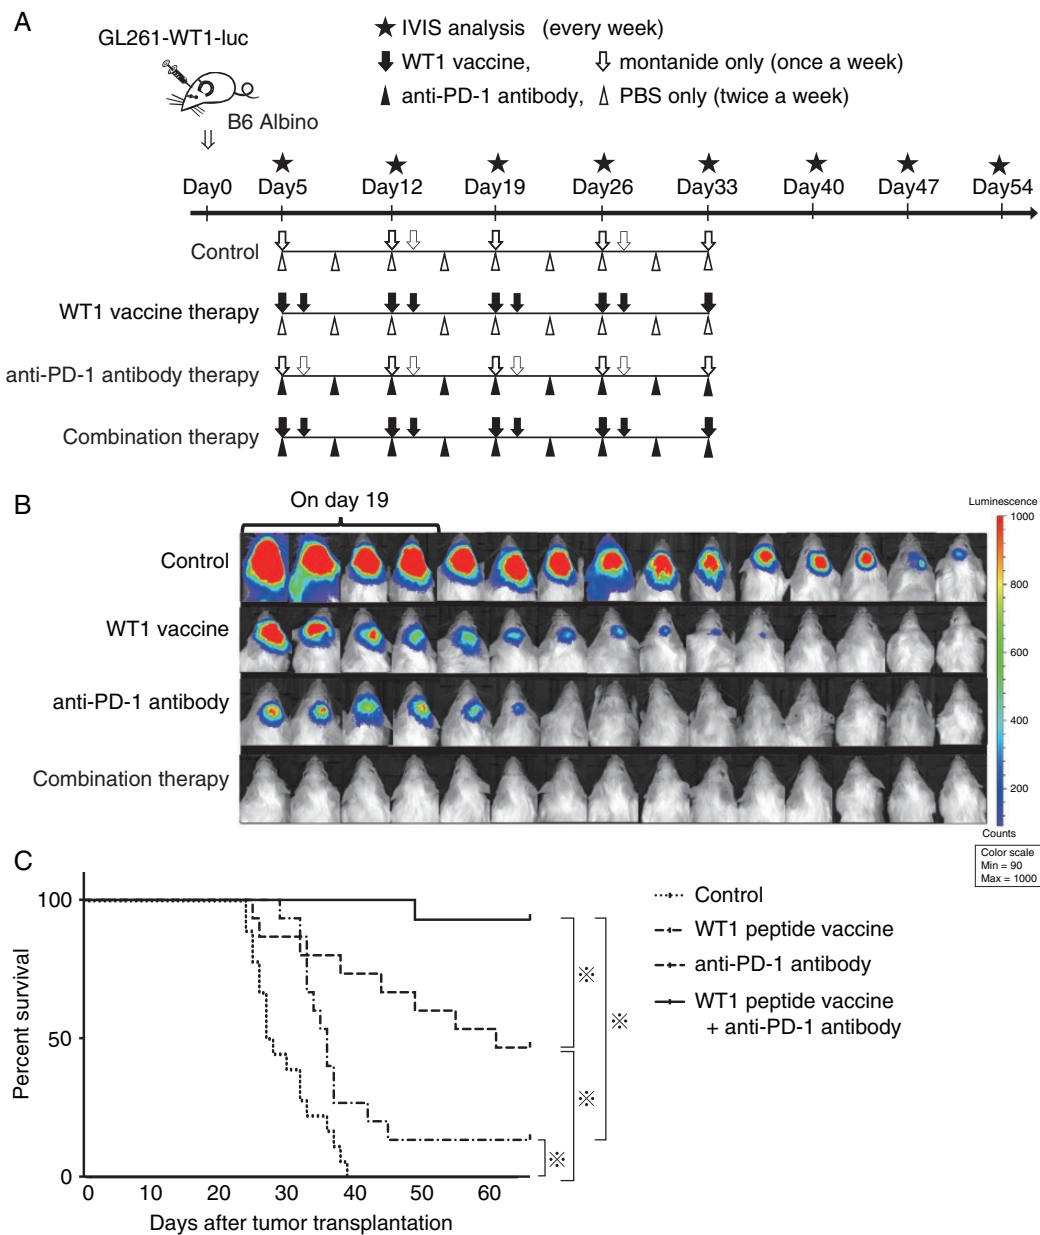 A
GL261-WT1-luc
B6 Albino
★ IVIS analysis (every week)
WT1 vaccine, montanide only (once a week)
anti-PD-1 antibody, PBS only (twice a week)
Day0 Day5 Day12 Day19 Day26 Day33 Day40 Day47 Day54
Control
WT1 vaccine therapy
anti-PD-1 antibody therapy
Combination therapy
B
On day 19
Control
WT1 vaccine
anti-PD-1 antibody
Combination therapy
Luminescence
1000
800
600
400
200
Counts
Color scale
Min = 90
Max = 1000
C
Percent survival
100
50
0
0 10 20 30 40 50 60
Days after tumor transplantation
※
※
※
※
Control
WT1 peptide vaccine
anti-PD-1 antibody
WT1 peptide vaccine
+ anti-PD-1 antibody